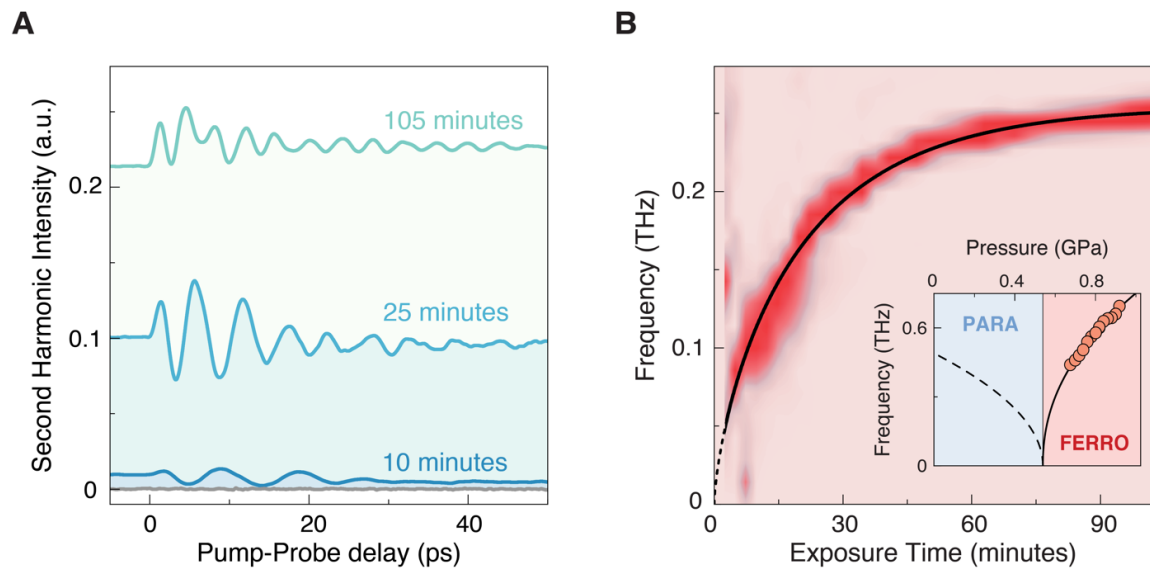 A
Second Harmonic Intensity (a.u.)
0.2
0.1
0
105 minutes
25 minutes
10 minutes
0
20
40
Pump-Probe delay (ps)
B
Frequency (THz)
0.2
0.1
0
0
30
60
90
Exposure Time (minutes)
Pressure (GPa)
0
0.4
0.8
Frequency (THz)
0.6
0
PARA
FERRO